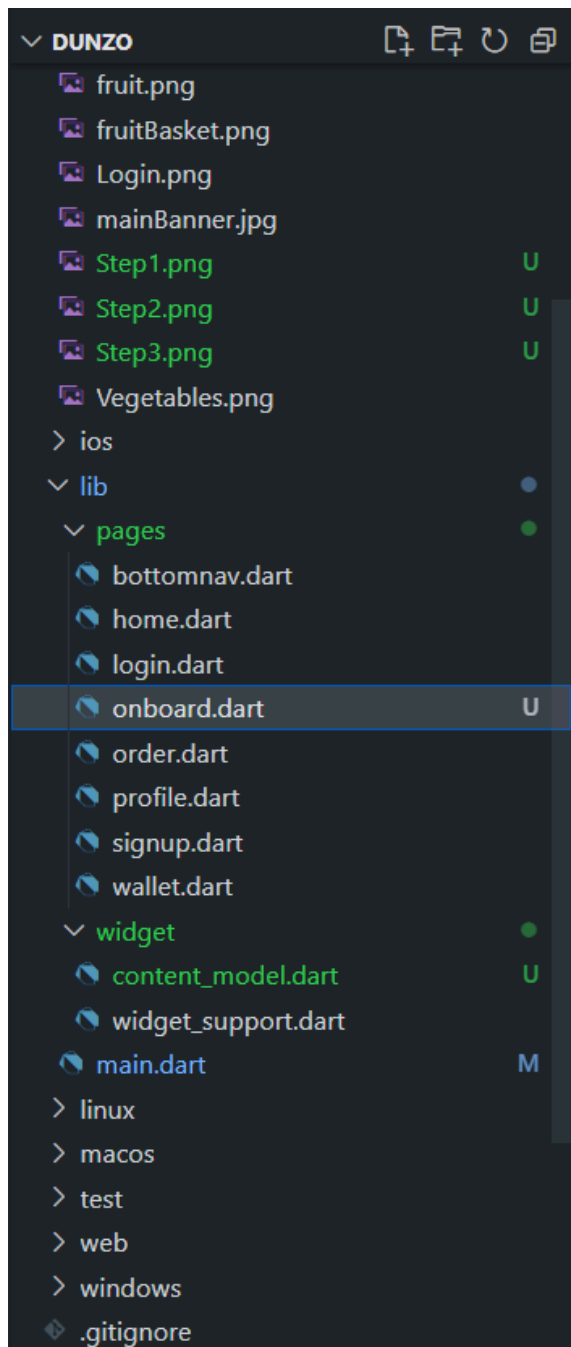 DUNZO
fruit.png
fruitBasket.png
Login.png
mainBanner.jpg
Step1.png U
Step2.png U
Step3.png U
Vegetables.png
ios
lib
pages
bottomnav.dart
home.dart
login.dart
onboard.dart U
order.dart
profile.dart
signup.dart
wallet.dart
widget
content_model.dart U
widget_support.dart
main.dart M
linux
macos
test
web
windows
.gitignore